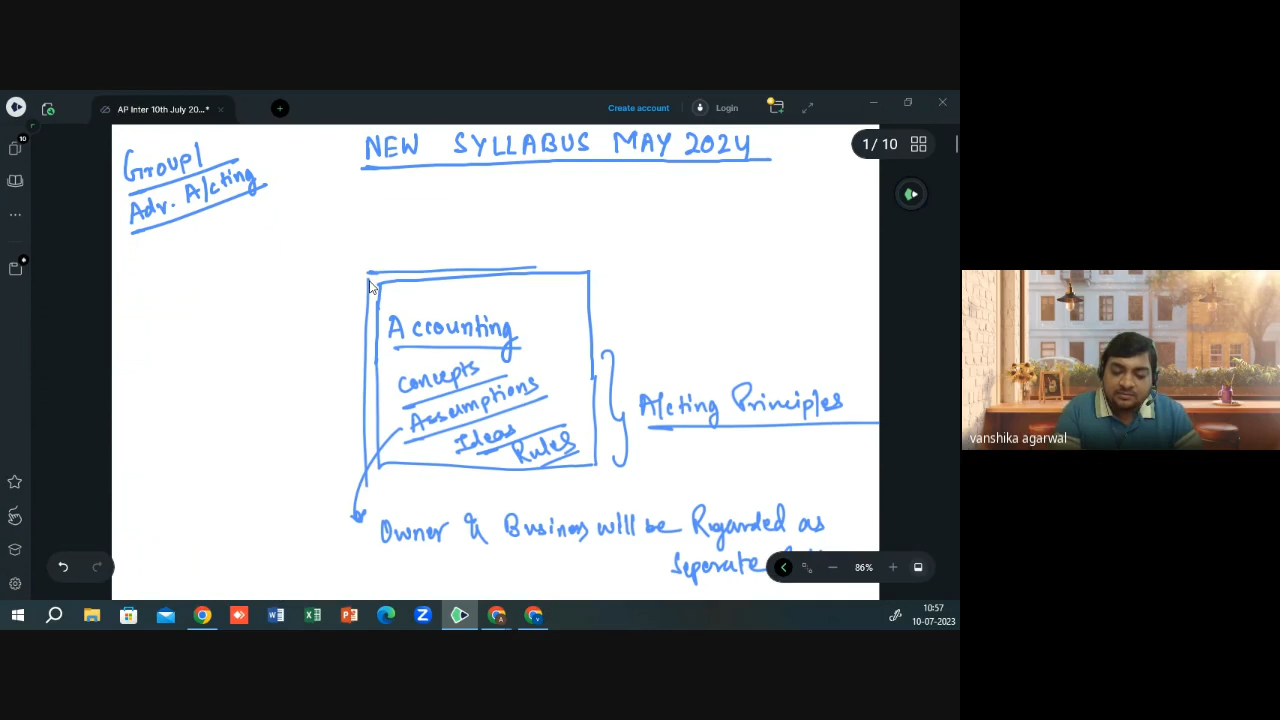 AP Inter 10th July 20...*
Create account
Login
10
Group1
Adv. A/cting
NEW SYLLABUS MAY 2024
1/10
Accounting
concepts
Assumptions
Ideas
Rules
A/cting Principles
Owner & Business will be Regarded as
Seperate
86%
vanshika agarwal
10:57
10-07-2023